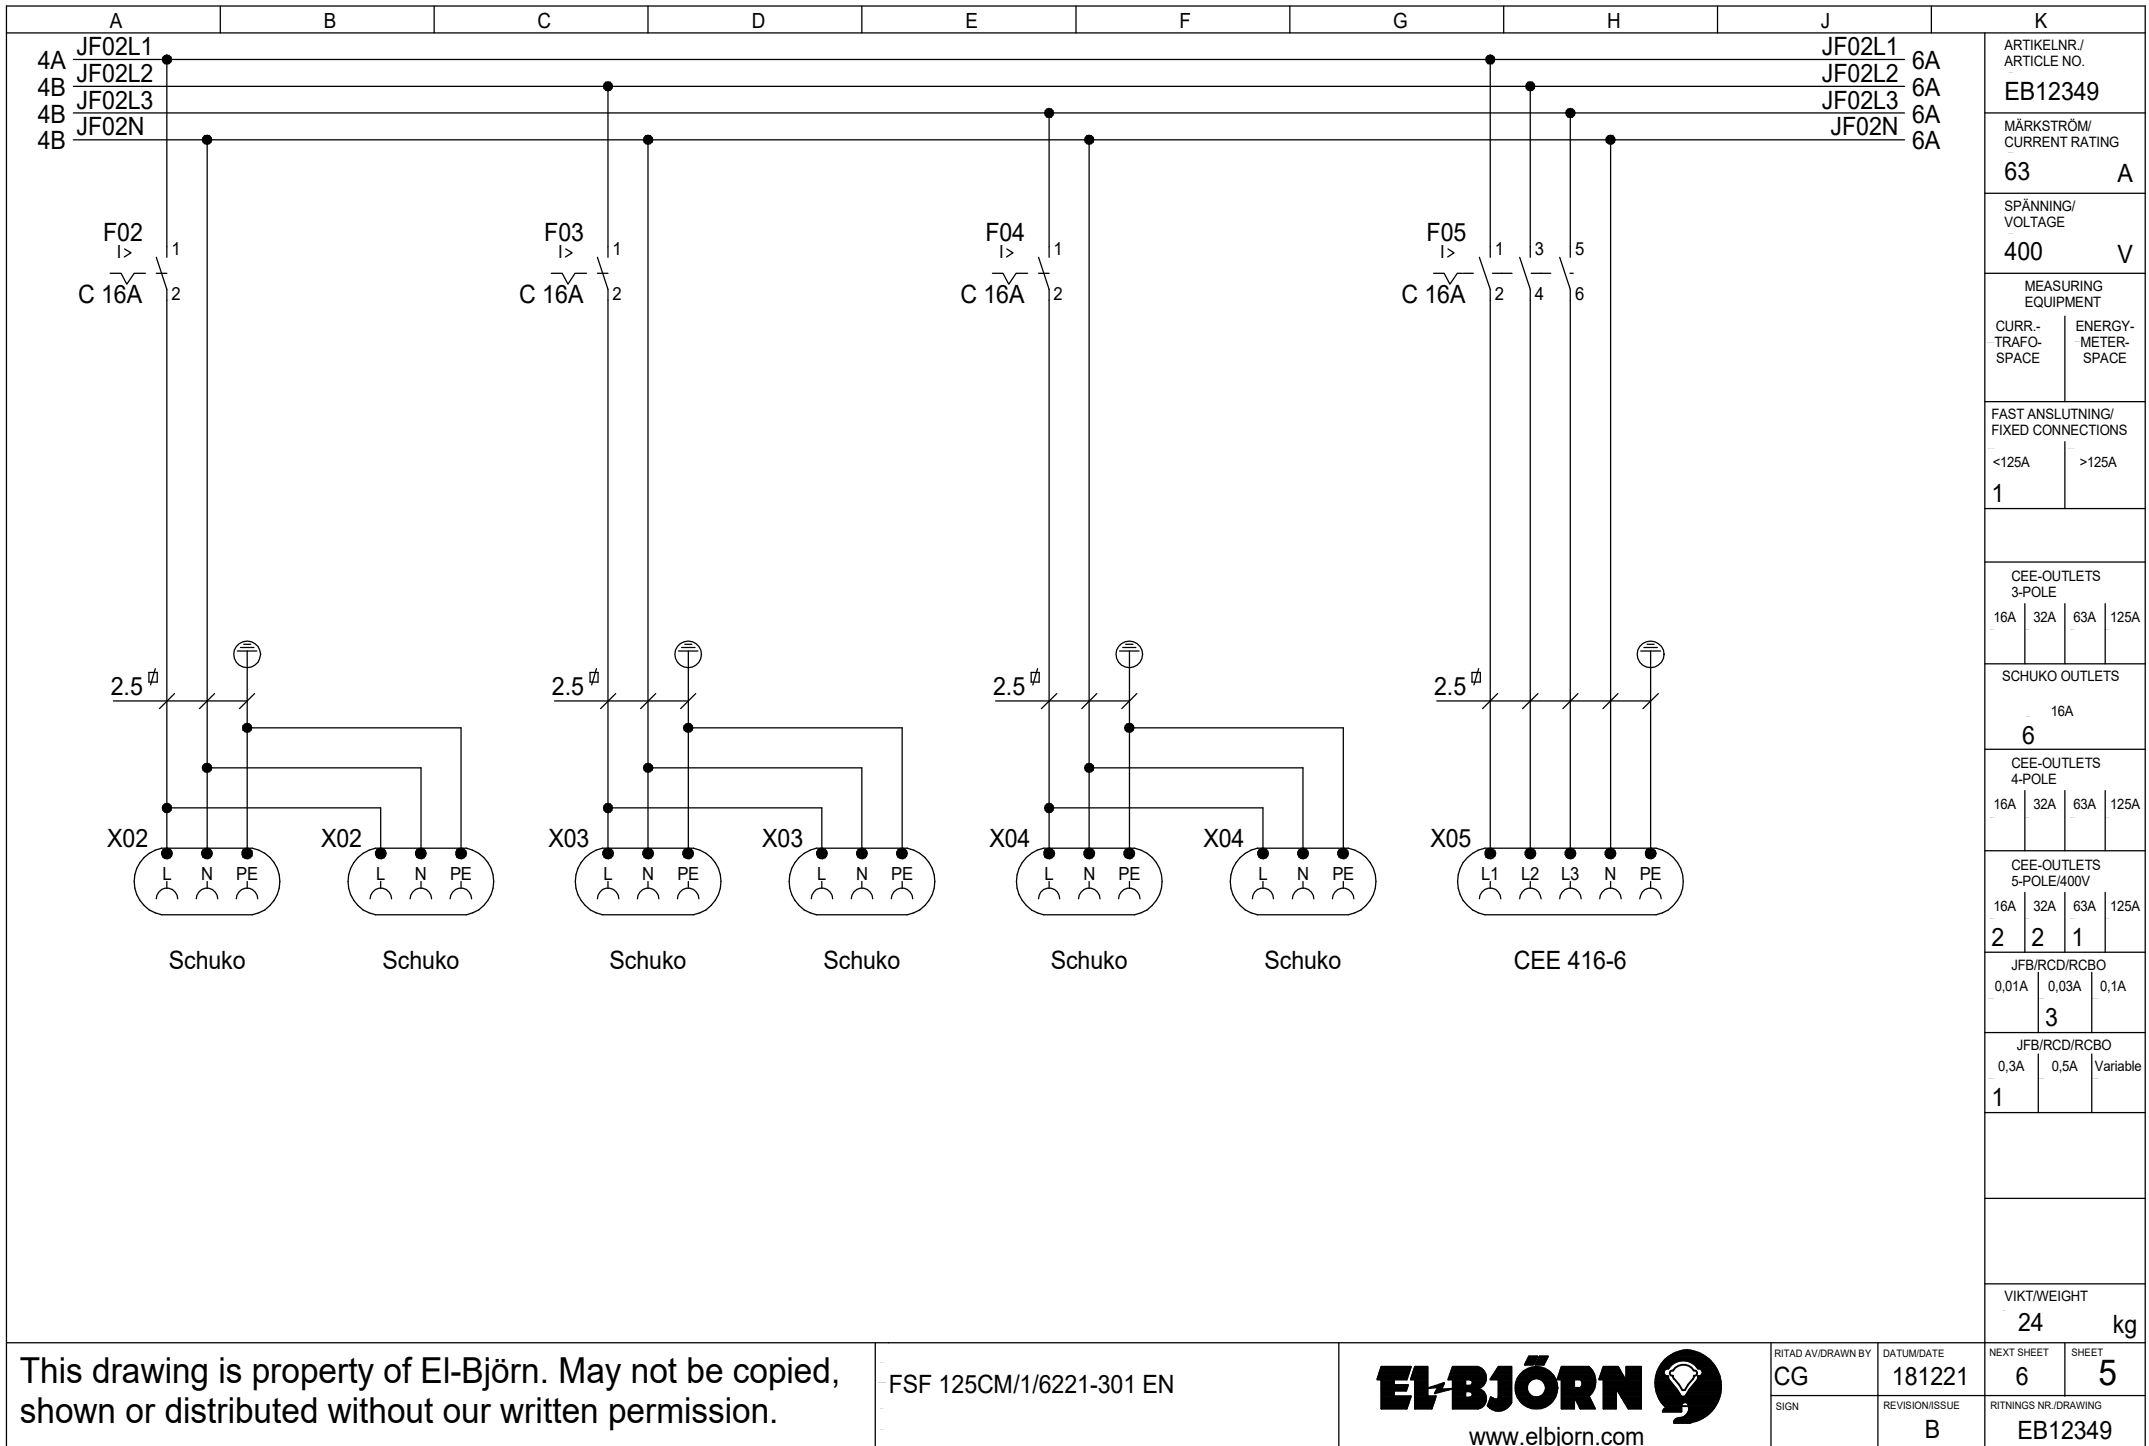 A B C D E F G H J K
4A JF02L1 JF02L1 6A
4B JF02L2 JF02L2 6A
4B JF02L3 JF02L3 6A
4B JF02N JF02N 6A
F02 F03 F04 F05
I> I> I> I>
1 1 1 1 3 5
C 16A C 16A C 16A C 16A
2 2 2 2 4 6
2.5 2.5 2.5 2.5
X02 X02 X03 X03 X04 X04 X05
L N PE L N PE L N PE L N PE L N PE L N PE L1 L2 L3 N PE
Schuko Schuko Schuko Schuko Schuko Schuko CEE 416-6
ARTIKELNR./
ARTICLE NO.
EB12349
MÄRKSTRÖM/
CURRENT RATING
63 A
SPÄNNING/
VOLTAGE
400 V
MEASURING
EQUIPMENT
CURR.- ENERGY-
TRAFO- METER-
SPACE SPACE
FAST ANSLUTNING/
FIXED CONNECTIONS
<125A >125A
1
CEE-OUTLETS
3-POLE
16A 32A 63A 125A
SCHUKO OUTLETS
16A
6
CEE-OUTLETS
4-POLE
16A 32A 63A 125A
CEE-OUTLETS
5-POLE/400V
16A 32A 63A 125A
2 2 1
JFB/RCD/RCBO
0,01A 0,03A 0,1A
3
JFB/RCD/RCBO
0,3A 0,5A Variable
1
VIKT/WEIGHT
24 kg
This drawing is property of El-Björn. May not be copied,
shown or distributed without our written permission.
FSF 125CM/1/6221-301 EN
EL-BJÖRN
www.elbjorn.com
RITAD AV/DRAWN BY DATUM/DATE NEXT SHEET SHEET
CG 181221 6 5
SIGN REVISION/ISSUE RITNINGS NR./DRAWING
B EB12349